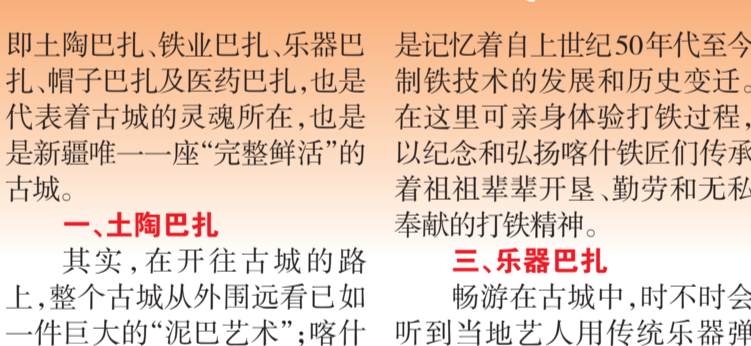 即土陶巴扎、铁业巴扎、乐器巴
扎、帽子巴扎及医药巴扎,也是
代表着古城的灵魂所在,也是
是新疆唯一一座“完整鲜活”的
古城。
一、土陶巴扎
其实,在开往古城的路
上,整个古城从外围远看已如
一件巨大的“泥巴艺术”;喀什
是记忆着自上世纪50年代至今
制铁技术的发展和历史变迁。
在这里可亲身体验打铁过程,
以纪念和弘扬喀什铁匠们传承
着祖祖辈辈开垦、勤劳和无私
奉献的打铁精神。
三、乐器巴扎
畅游在古城中,时不时会
听到当地艺人用传统乐器弹